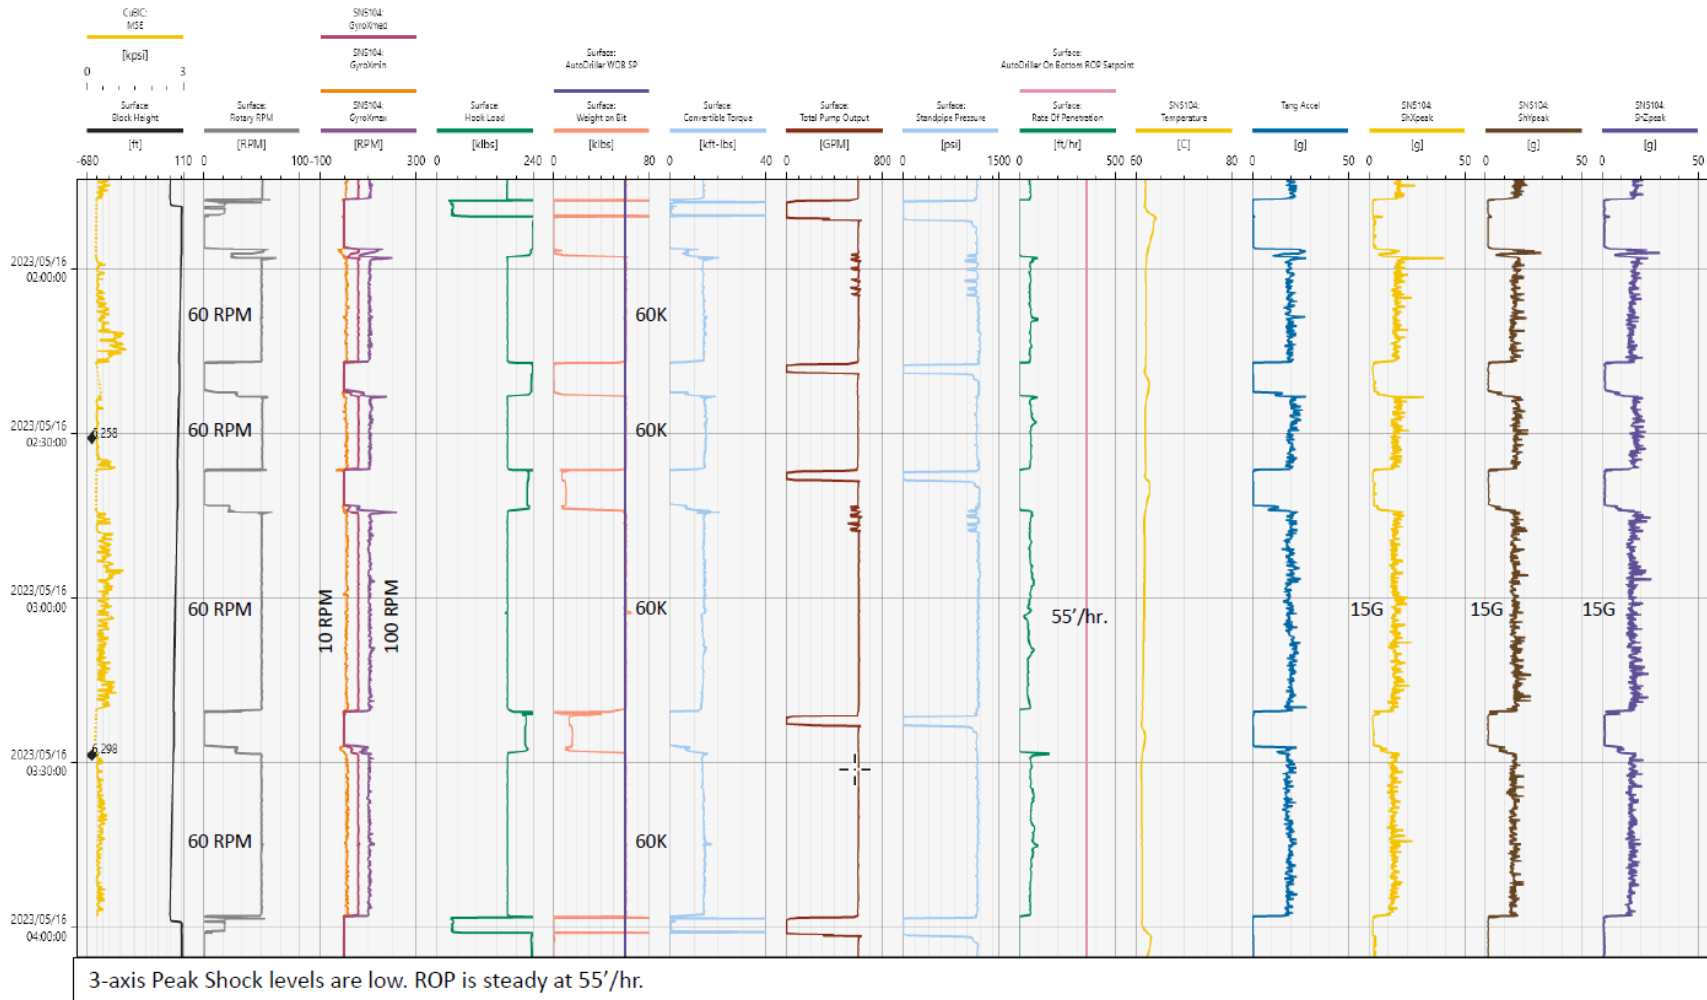 CuBIC:
MSE
[kpsi]
0 3
Surface:
Block Height
[ft]
-680 110
Surface:
Rotary RPM
[RPM]
0 100
SN5104:
GyroXmed
SN5104:
GyroXmin
SN5104:
GyroXmax
[RPM]
-100 300
Surface:
Hook Load
[klbs]
0 240
Surface:
AutoDriller WOB SP
Surface:
Weight on Bit
[klbs]
0 80
Surface:
Convertible Torque
[kft-lbs]
0 40
Surface:
Total Pump Output
[GPM]
0 800
Surface:
Standpipe Pressure
[psi]
0 1500
Surface:
AutoDriller On Bottom ROP Setpoint
Surface:
Rate Of Penetration
[ft/hr]
0 500
SN5104:
Temperature
[C]
60 80
Tang Accel
[g]
0 50
SN5104:
ShXpeak
[g]
0 50
SN5104:
ShYpeak
[g]
0 50
SN5104:
ShZpeak
[g]
0 50
2023/05/16
02:00:00
60 RPM 60K
2023/05/16
02:30:00
258
60 RPM 60K
2023/05/16
03:00:00
60 RPM
10 RPM
100 RPM
60K
55’/hr.
15G 15G 15G
2023/05/16
03:30:00
298
60 RPM 60K
2023/05/16
04:00:00
3-axis Peak Shock levels are low. ROP is steady at 55’/hr.